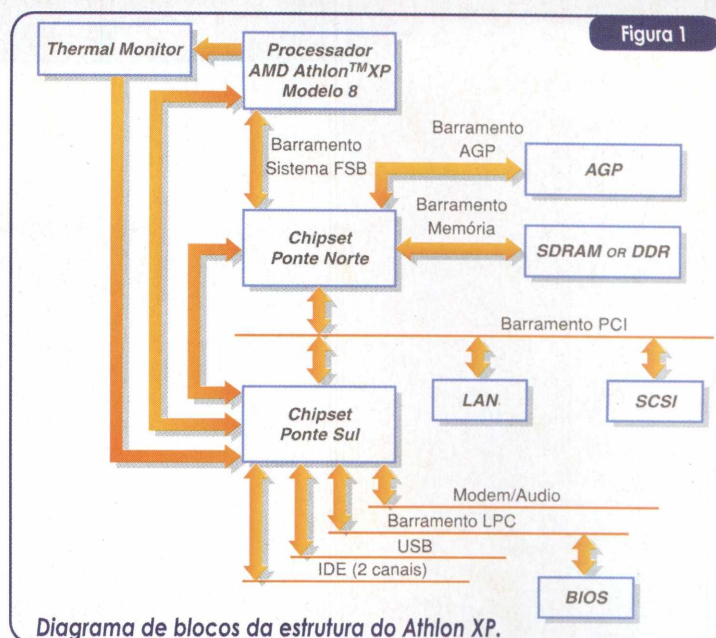 Figura 1
Thermal Monitor
Processador
AMD Athlon™XP
Modelo 8
Barramento
Sistema FSB
Barramento
AGP
AGP
Barramento
Memória
Chipset
Ponte Norte
SDRAM OR DDR
Barramento PCI
LAN
SCSI
Chipset
Ponte Sul
Modem/Audio
Barramento LPC
USB
IDE (2 canais)
BIOS
Diagrama de blocos da estrutura do Athlon XP.